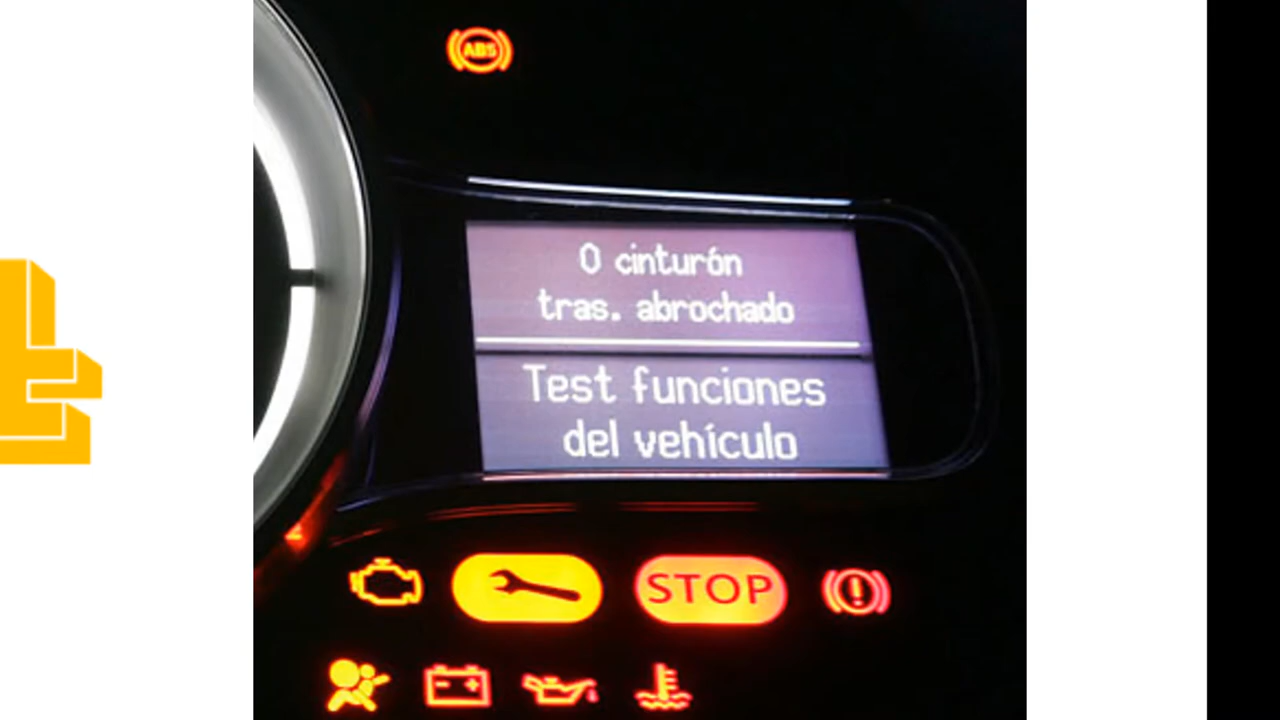 ABS
0 cinturón
tras. abrochado
Test funciones
del vehículo
STOP